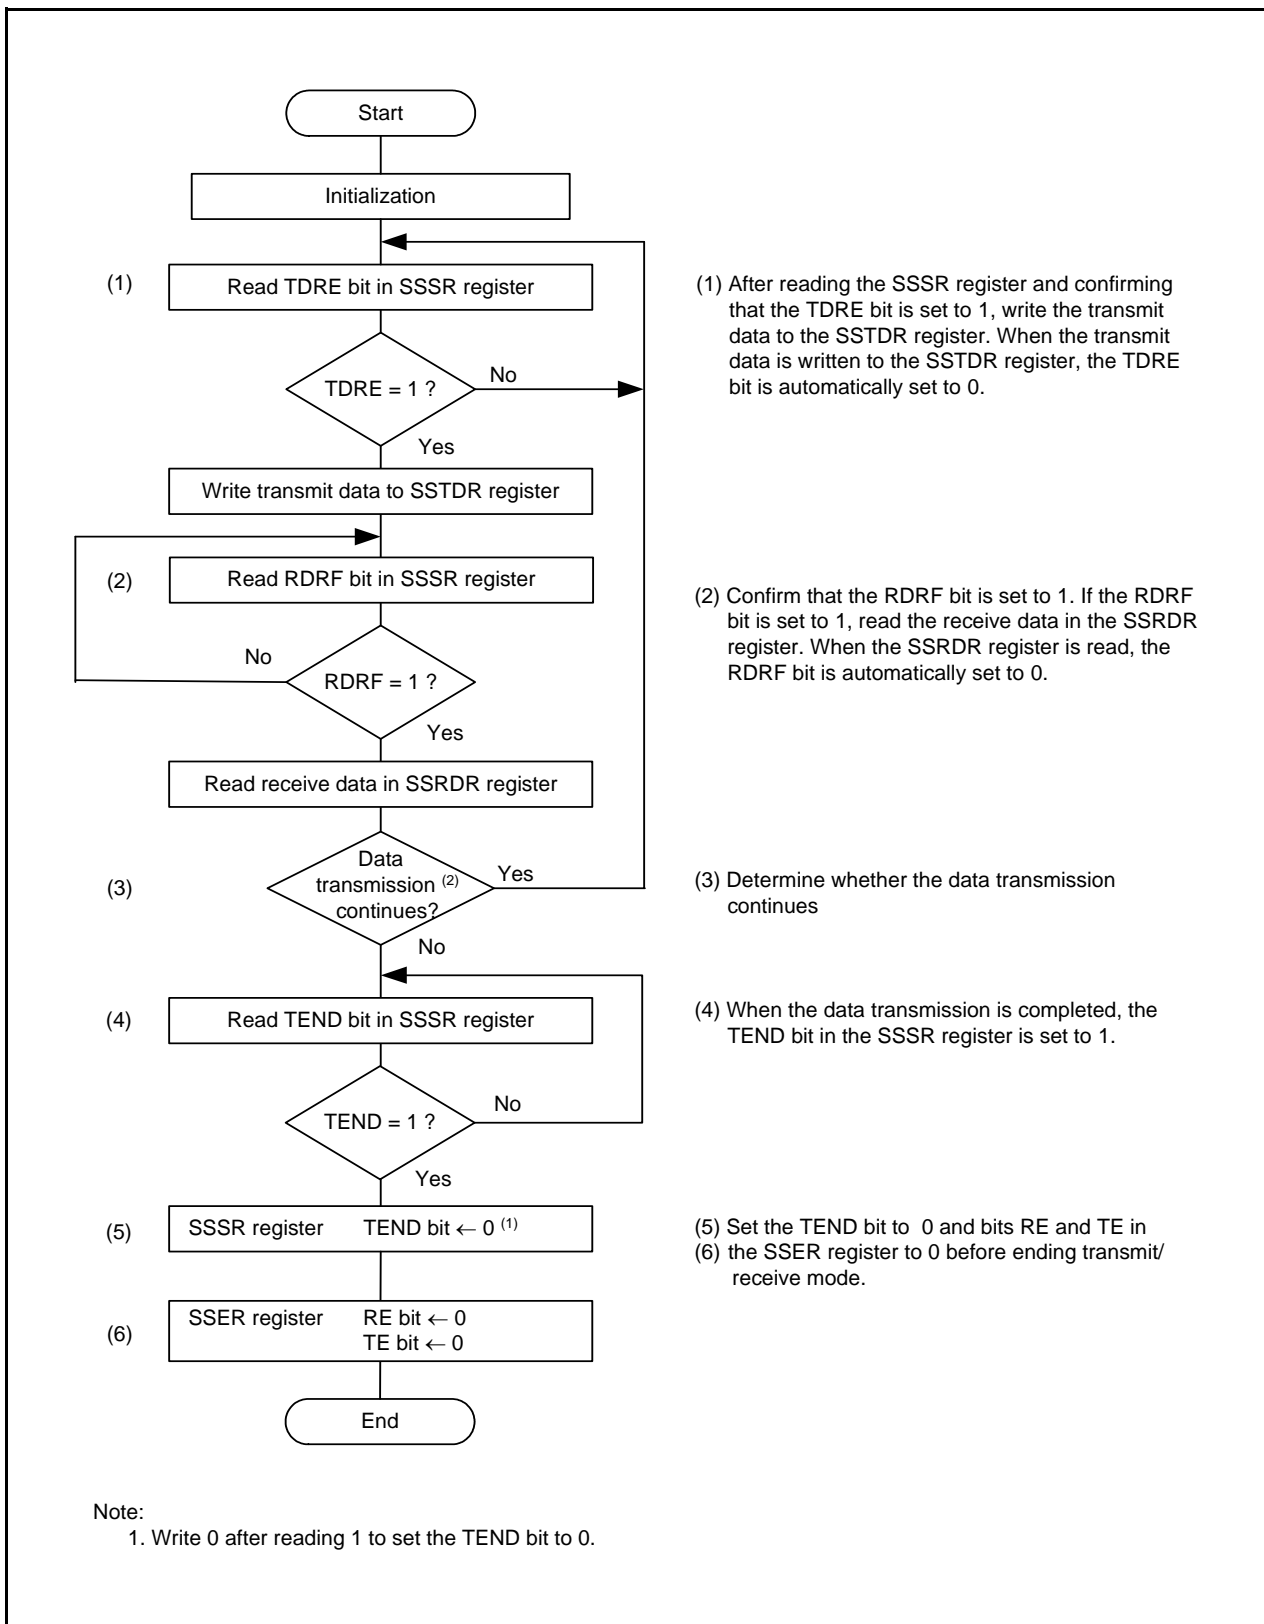 Start
Initialization
(1)
Read TDRE bit in SSSR register
TDRE = 1 ?
No
Yes
Write transmit data to SSTDR register
(2)
Read RDRF bit in SSSR register
No
RDRF = 1 ?
Yes
Read receive data in SSRDR register
(3)
Data
transmission (2)
continues?
Yes
No
(4)
Read TEND bit in SSSR register
TEND = 1 ?
No
Yes
(5)
SSSR register TEND bit ← 0 (1)
(6)
SSER register RE bit ← 0
TE bit ← 0
End
(1) After reading the SSSR register and confirming
that the TDRE bit is set to 1, write the transmit
data to the SSTDR register. When the transmit
data is written to the SSTDR register, the TDRE
bit is automatically set to 0.
(2) Confirm that the RDRF bit is set to 1. If the RDRF
bit is set to 1, read the receive data in the SSRDR
register. When the SSRDR register is read, the
RDRF bit is automatically set to 0.
(3) Determine whether the data transmission
continues
(4) When the data transmission is completed, the
TEND bit in the SSSR register is set to 1.
(5) Set the TEND bit to 0 and bits RE and TE in
(6) the SSER register to 0 before ending transmit/
receive mode.
Note:
1. Write 0 after reading 1 to set the TEND bit to 0.